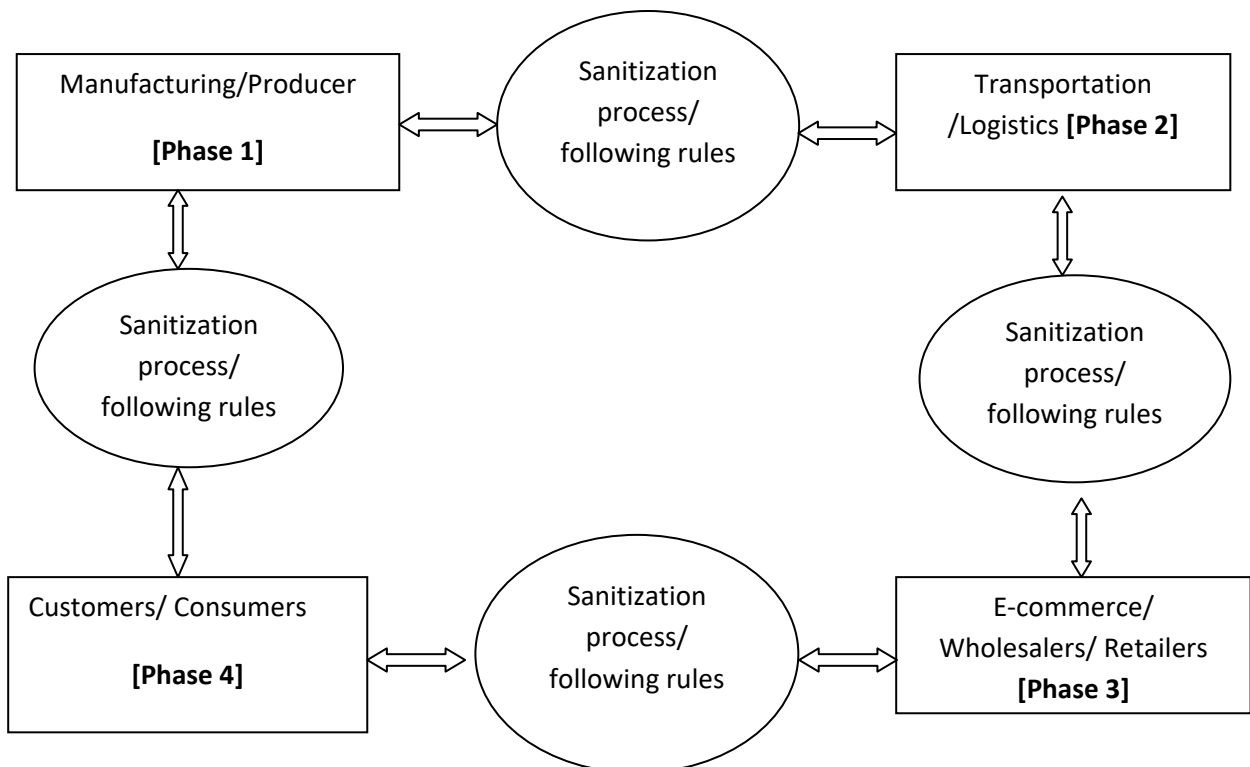 Manufacturing/Producer
[Phase 1]
Sanitization
process/
following rules
Transportation
/Logistics [Phase 2]
Sanitization
process/
following rules
Sanitization
process/
following rules
Customers/ Consumers
[Phase 4]
Sanitization
process/
following rules
E-commerce/
Wholesalers/ Retailers
[Phase 3]